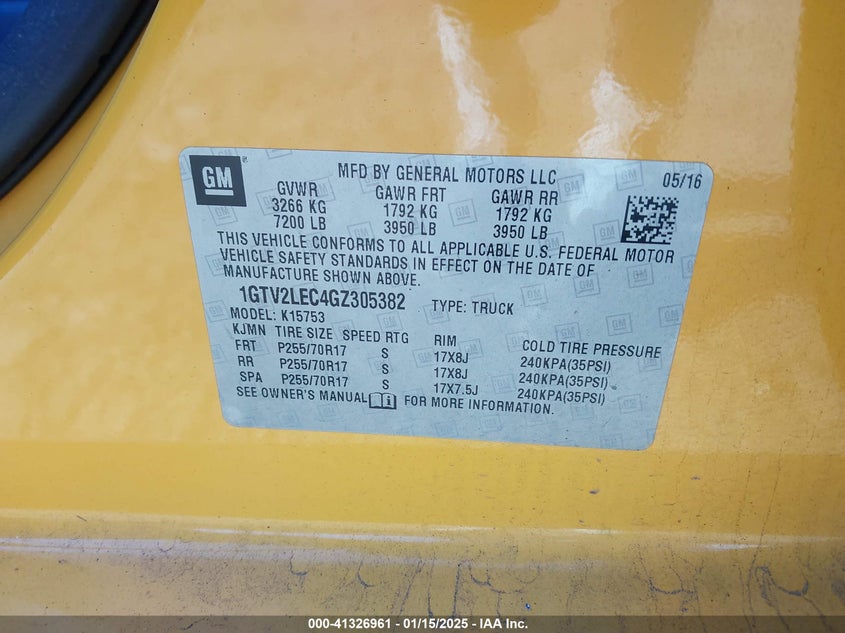 GM
MFD BY GENERAL MOTORS LLC 05/16
GVWR GAWR FRT GAWR RR
3266 KG 1792 KG 1792 KG
7200 LB 3950 LB 3950 LB
THIS VEHICLE CONFORMS TO ALL APPLICABLE U.S. FEDERAL MOTOR
VEHICLE SAFETY STANDARDS IN EFFECT ON THE DATE OF
MANUFACTURE SHOWN ABOVE.
1GTV2LEC4GZ305382 TYPE: TRUCK
MODEL: K15753
KJMN TIRE SIZE SPEED RTG RIM COLD TIRE PRESSURE
FRT P255/70R17 S 17X8J 240KPA(35PSI)
RR P255/70R17 S 17X8J 240KPA(35PSI)
SPA P255/70R17 S 17X7.5J 240KPA(35PSI)
SEE OWNER'S MANUAL FOR MORE INFORMATION.
000-41326961 - 01/15/2025 - IAA Inc.